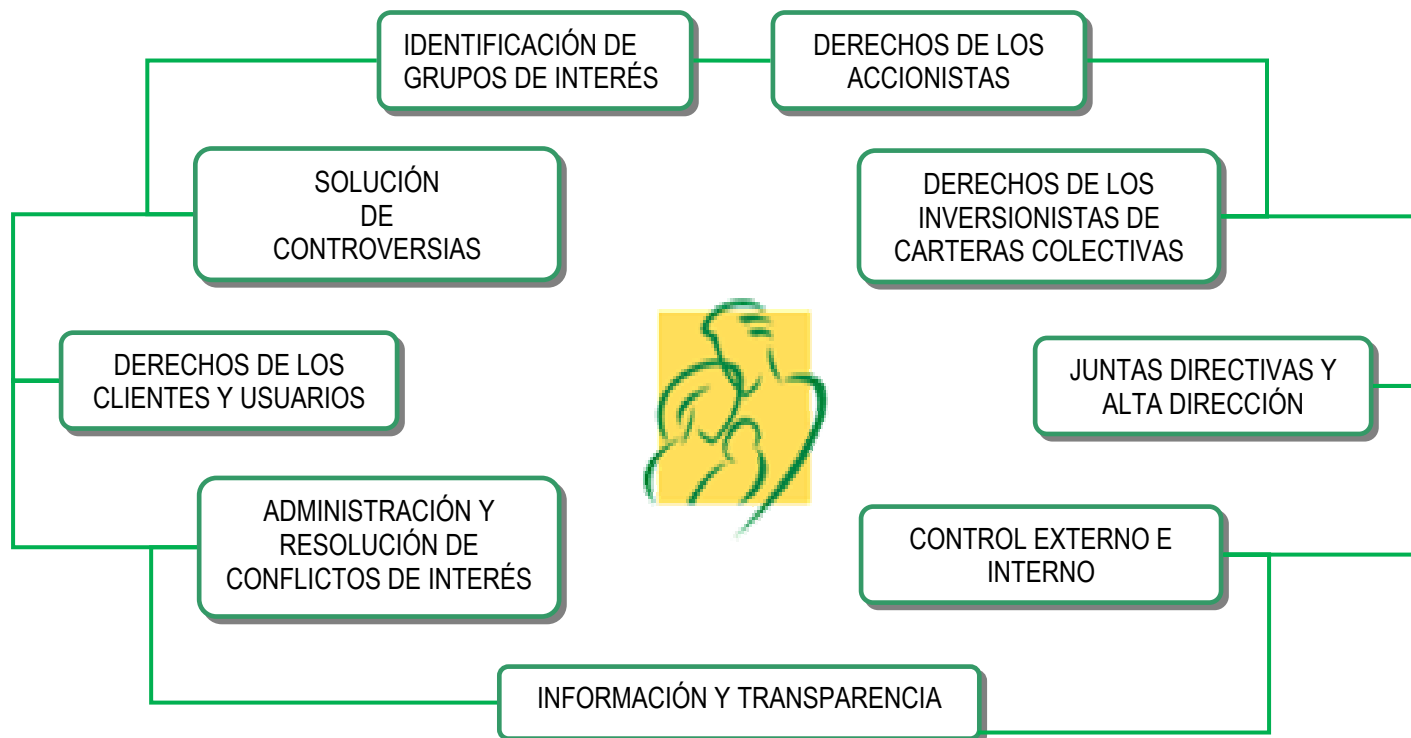 IDENTIFICACIÓN DE
GRUPOS DE INTERÉS
DERECHOS DE LOS
ACCIONISTAS
SOLUCIÓN
DE
CONTROVERSIAS
DERECHOS DE LOS
INVERSIONISTAS DE
CARTERAS COLECTIVAS
DERECHOS DE LOS
CLIENTES Y USUARIOS
JUNTAS DIRECTIVAS Y
ALTA DIRECCIÓN
ADMINISTRACIÓN Y
RESOLUCIÓN DE
CONFLICTOS DE INTERÉS
CONTROL EXTERNO E
INTERNO
INFORMACIÓN Y TRANSPARENCIA